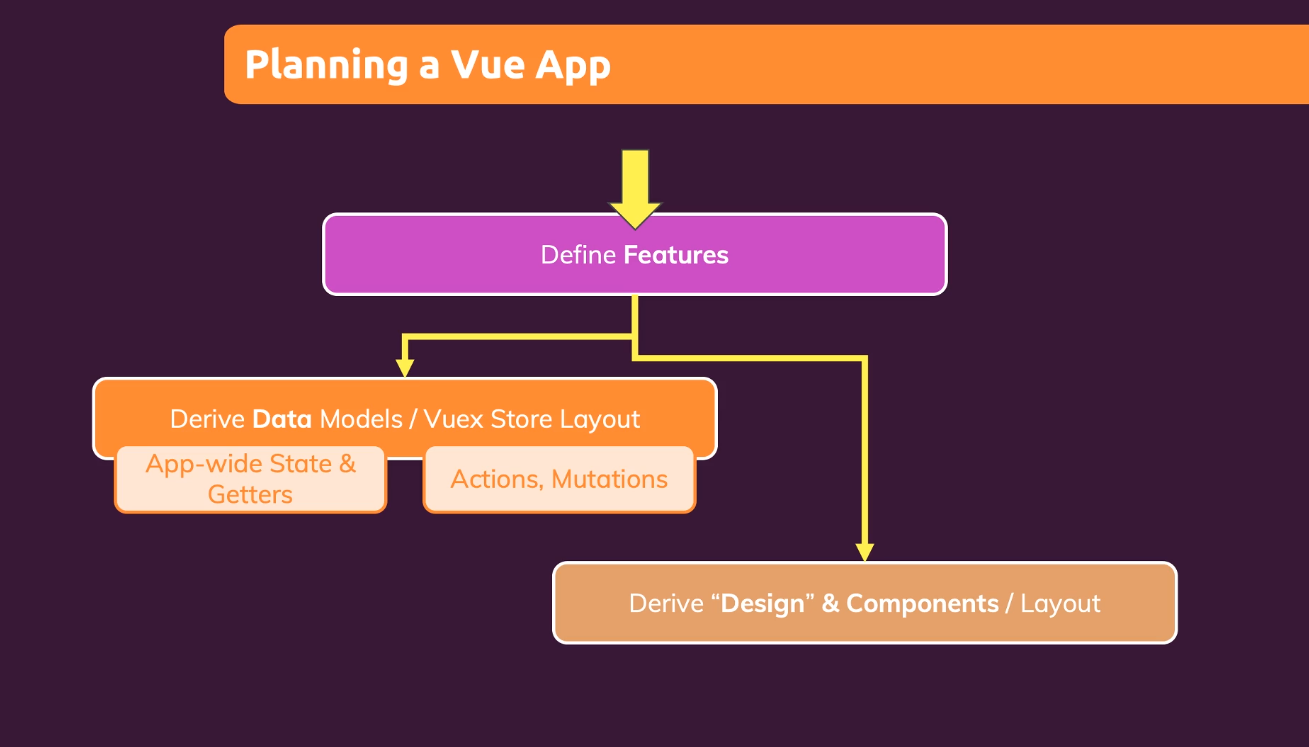 Planning a Vue App
Define Features
Derive Data Models / Vuex Store Layout
App-wide State &
Getters
Actions, Mutations
Derive “Design” & Components / Layout